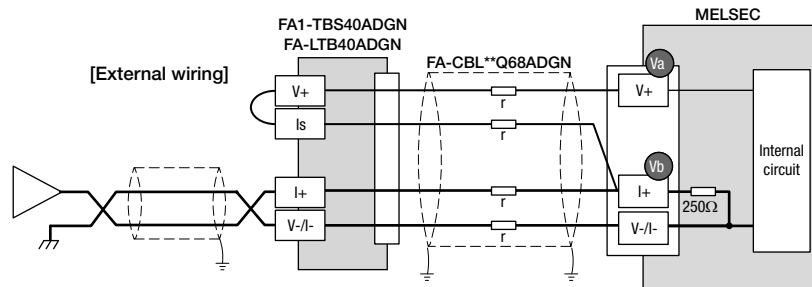 MELSEC
FA1-TBS40ADGN
FA-LTB40ADGN
[External wiring]
FA-CBL**Q68ADGN
Va
V+
r
V+
Is
r
Vb
Internal
circuit
I+
r
I+
250Ω
V-/I-
r
V-/I-